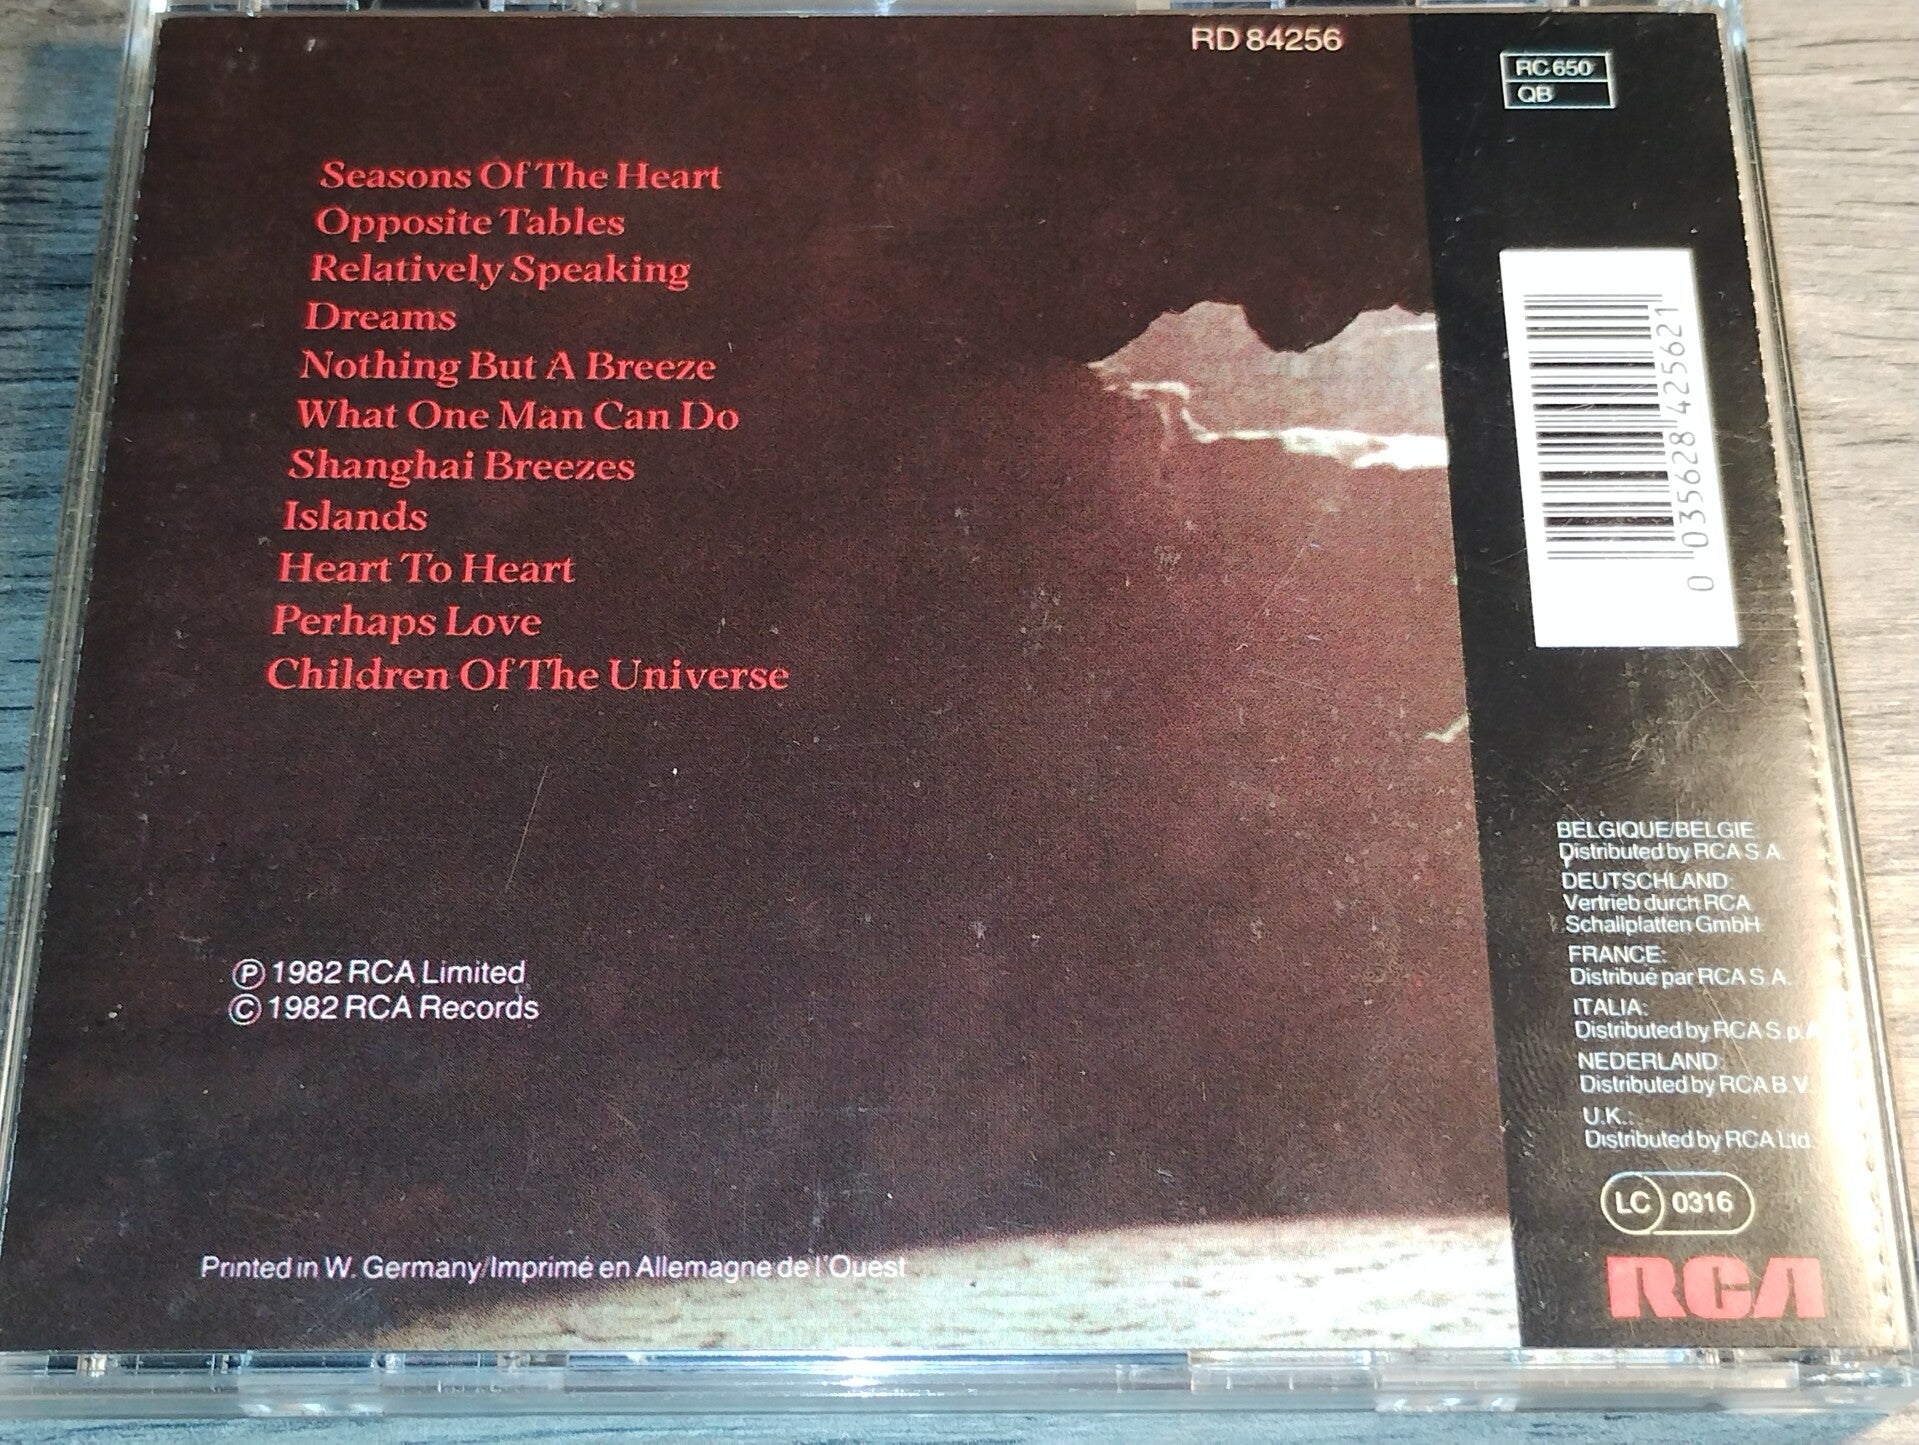 RD 84256
RC 650
QB
Seasons Of The Heart
Opposite Tables
Relatively Speaking
Dreams
Nothing But A Breeze
What One Man Can Do
Shanghai Breezes
Islands
Heart To Heart
Perhaps Love
Children Of The Universe
0 035628 425621
℗ 1982 RCA Limited
© 1982 RCA Records
Printed in W. Germany/Imprimé en Allemagne de l'Ouest
BELGIQUE/BELGIE
Distributed by RCA S.A.
DEUTSCHLAND:
Vertrieb durch RCA
Schallplatten GmbH
FRANCE:
Distribué par RCA S.A.
ITALIA:
Distributed by RCA S.p.A
NEDERLAND:
Distributed by RCA B.V.
U.K.:
Distributed by RCA Ltd.
LC 0316
RCA